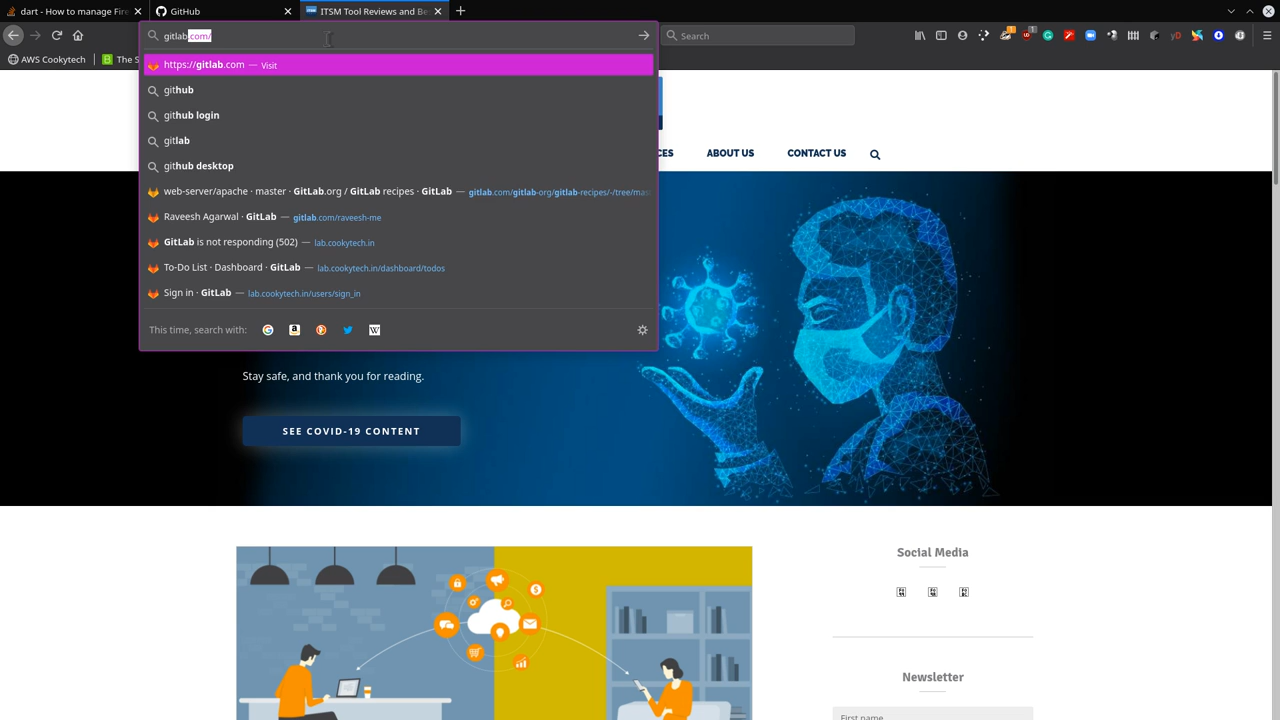 dart - How to manage Fire
GitHub
ITSM Tool Reviews and Be
gitlab.com/
Search
AWS Cookytech
The S
https://gitlab.com — Visit
github
github login
gitlab
github desktop
web-server/apache · master · GitLab.org / GitLab recipes · GitLab — gitlab.com/gitlab-org/gitlab-recipes/-/tree/mas
Raveesh Agarwal · GitLab — gitlab.com/raveesh-me
GitLab is not responding (502) — lab.cookytech.in
To-Do List · Dashboard · GitLab — lab.cookytech.in/dashboard/todos
Sign in · GitLab — lab.cookytech.in/users/sign_in
This time, search with:
CES
ABOUT US
CONTACT US
Stay safe, and thank you for reading.
SEE COVID-19 CONTENT
Social Media
Newsletter
First name